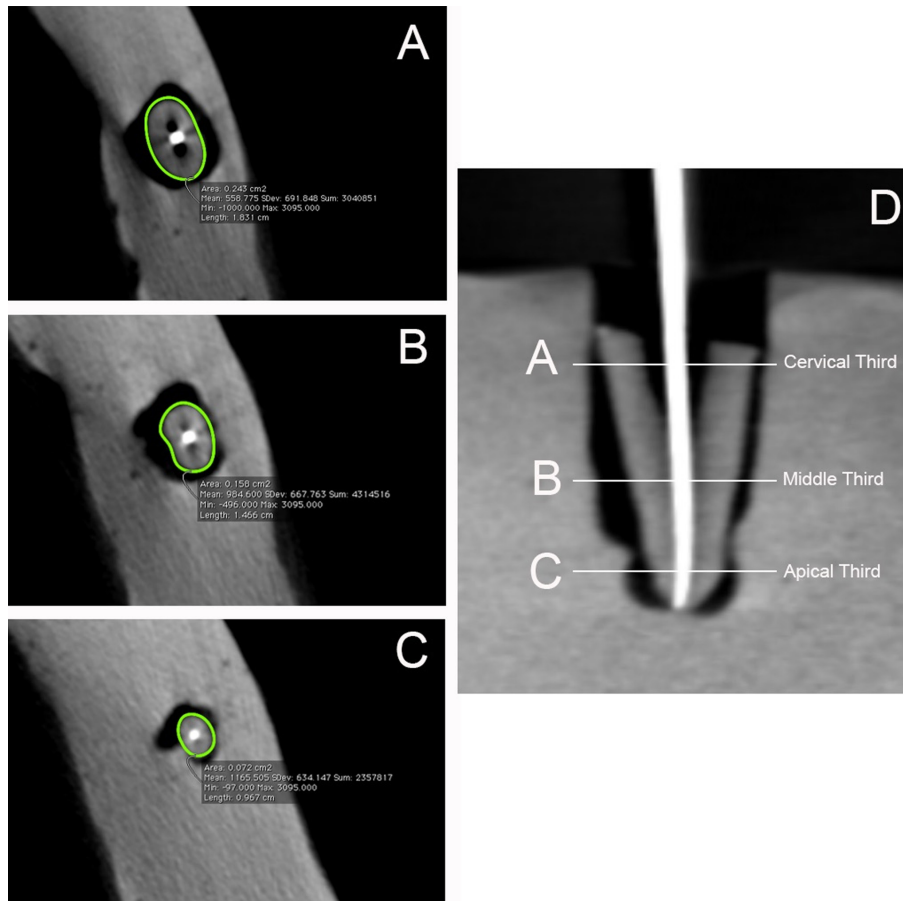 A
Area: 0.243 cm2
Mean: 558.775 SDev: 691.848 Sum: 3040851
Min: -1000.000 Max: 3095.000
Length: 1.831 cm
B
Area: 0.158 cm2
Mean: 984.600 SDev: 667.763 Sum: 4314516
Min: -496.000 Max: 3095.000
Length: 1.466 cm
C
Area: 0.072 cm2
Mean: 1165.505 SDev: 634.147 Sum: 2357817
Min: -97.000 Max: 3095.000
Length: 0.967 cm
D
A Cervical Third
B Middle Third
C Apical Third